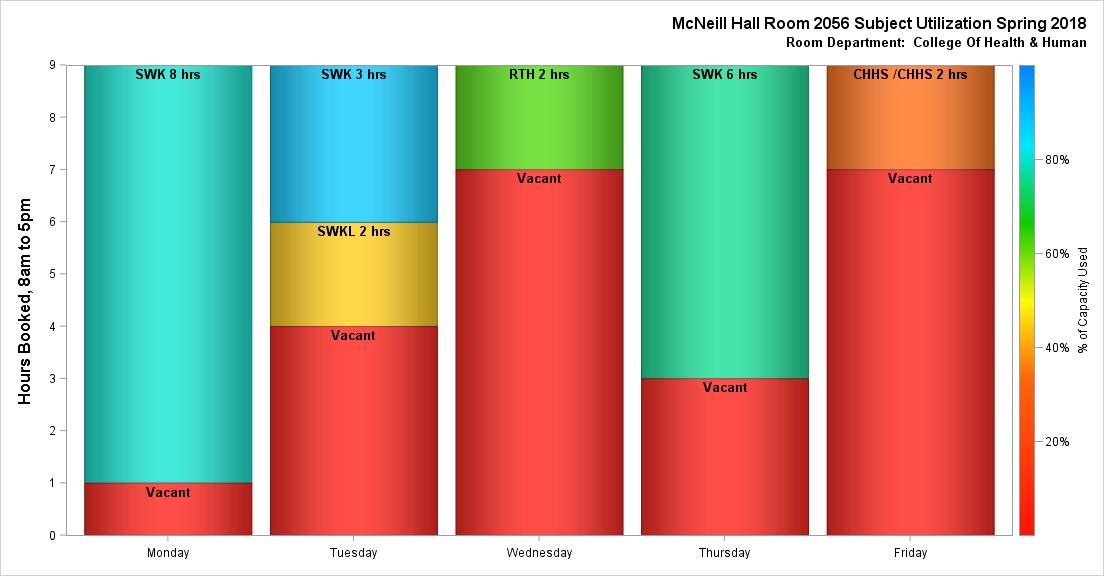 McNeill Hall Room 2056 Subject Utilization Spring 2018
Room Department:  College Of Health & Human
Hours Booked, 8am to 5pm
9
8
7
6
5
4
3
2
1
0
SWK 8 hrs
Vacant
SWK 3 hrs
SWKL 2 hrs
Vacant
RTH 2 hrs
Vacant
SWK 6 hrs
Vacant
CHHS /CHHS 2 hrs
Vacant
Monday
Tuesday
Wednesday
Thursday
Friday
80%
60%
40%
20%
% of Capacity Used